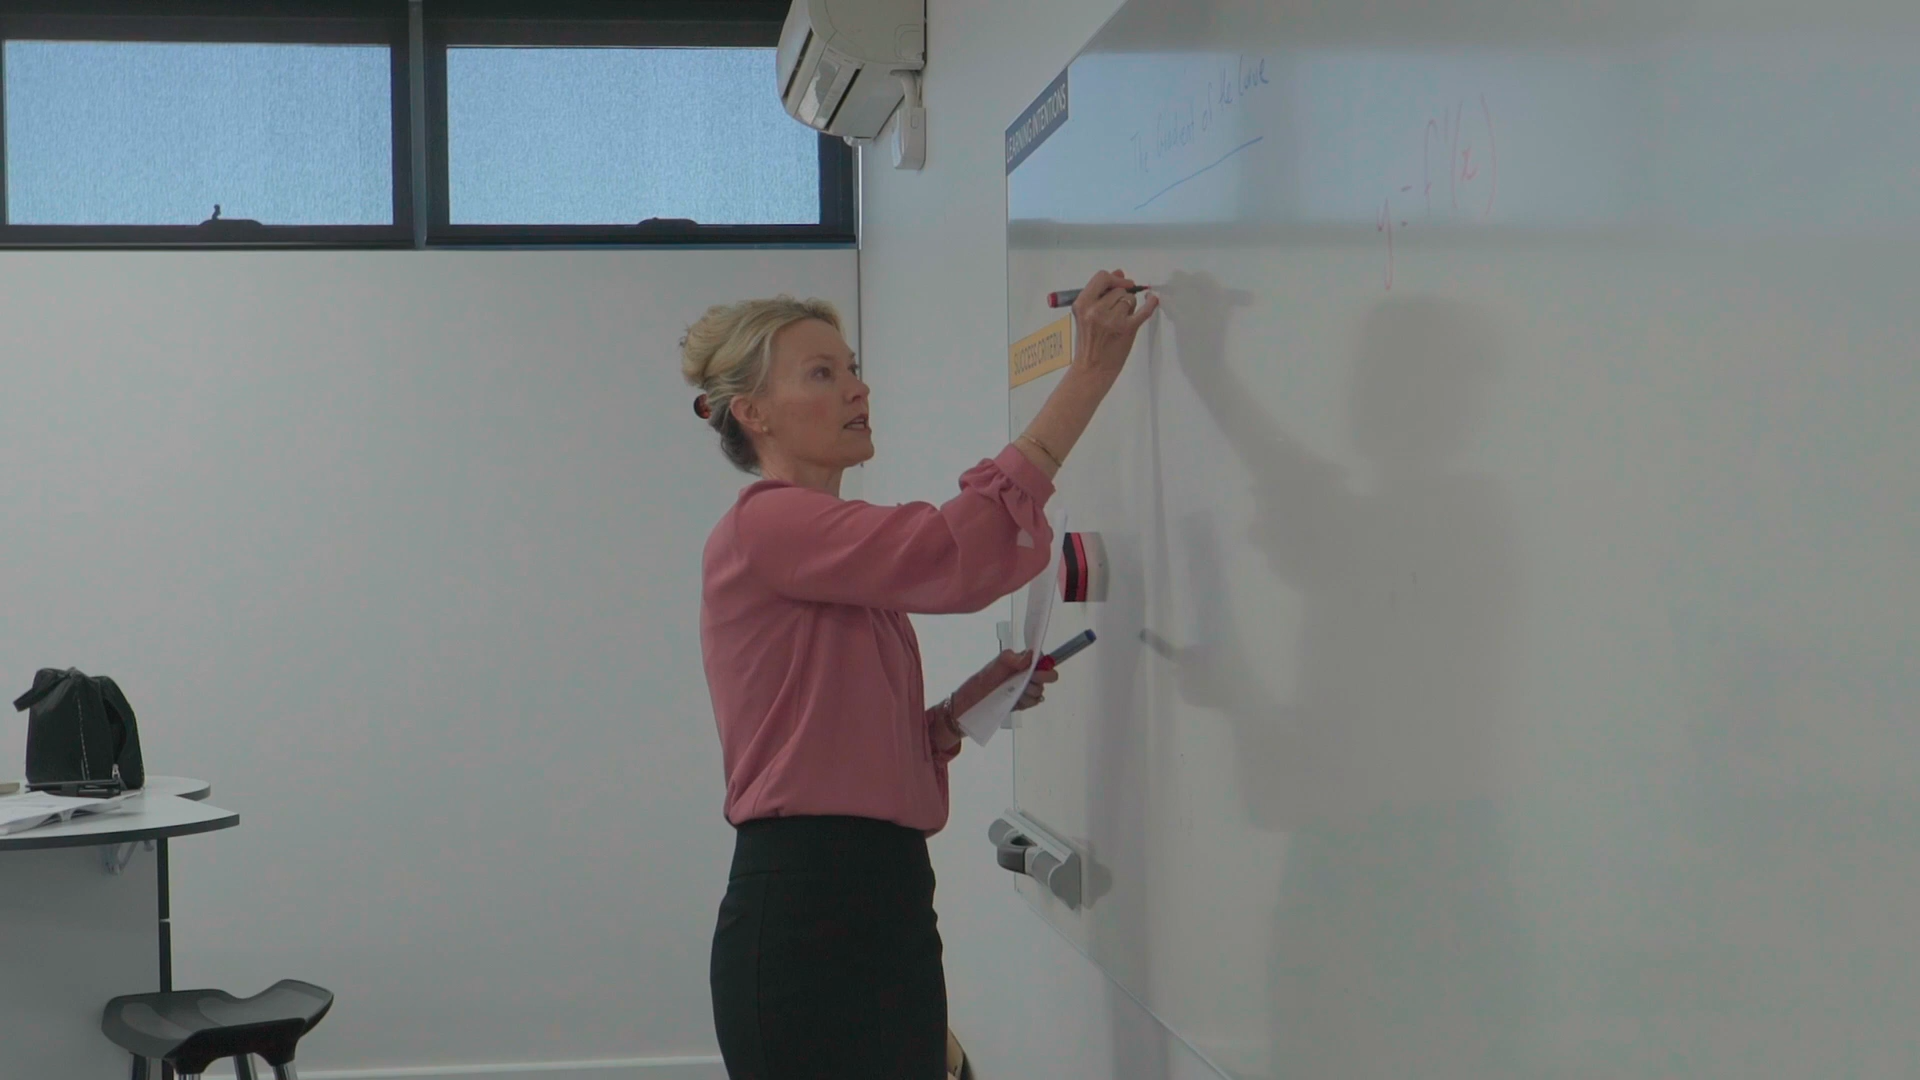 LEARNING INTENTIONS
The Gradient of the Curve
y = f'(x)
SUCCESS CRITERIA